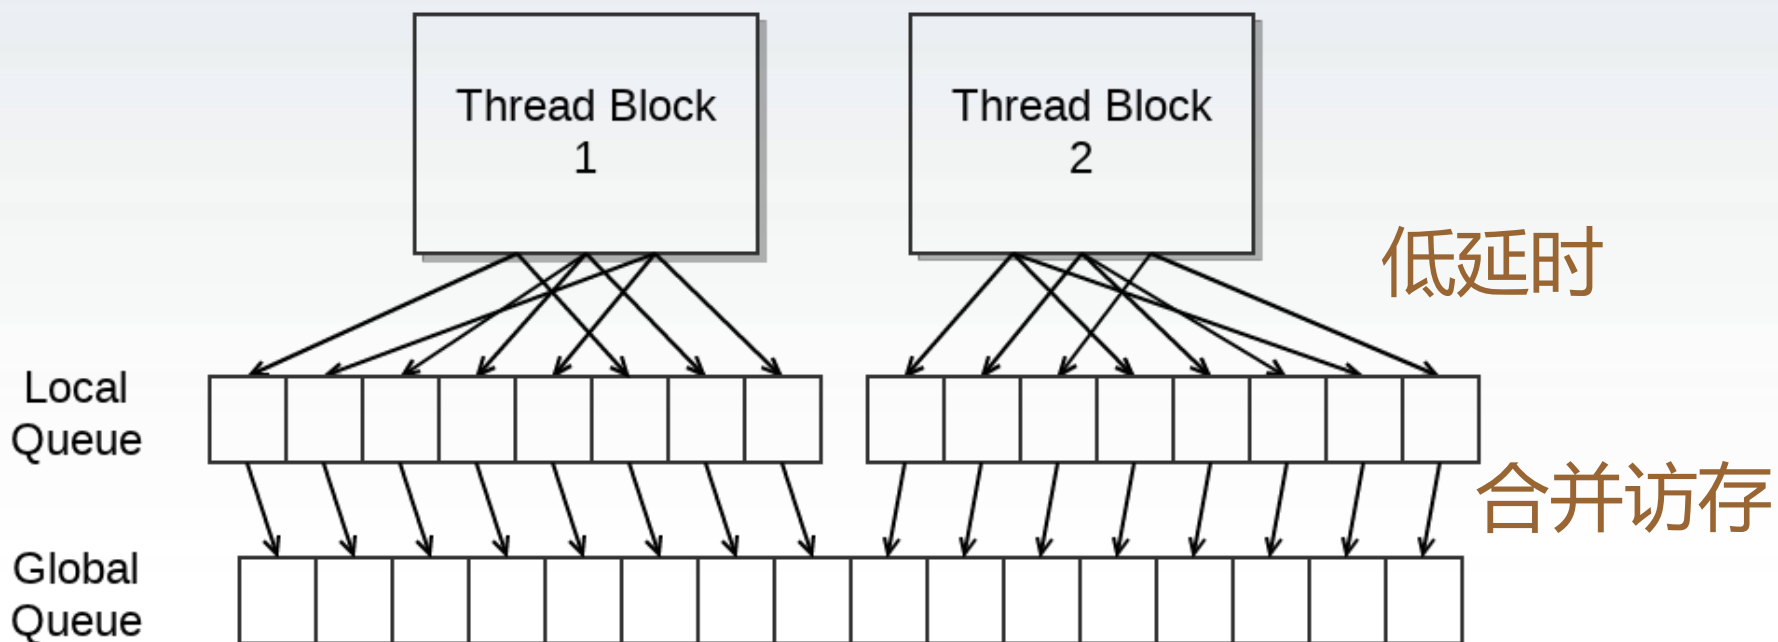 Thread Block
1
Thread Block
2
低延时
Local
Queue
合并访存
Global
Queue